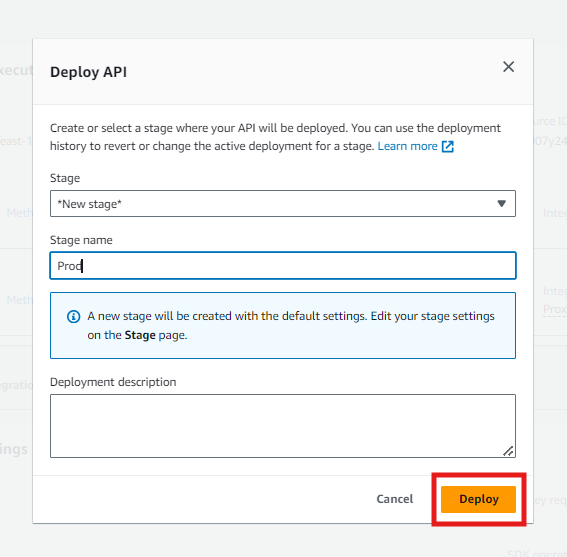 Deploy API
Create or select a stage where your API will be deployed. You can use the deployment
history to revert or change the active deployment for a stage. Learn more
Stage
*New stage*
Stage name
Prod
A new stage will be created with the default settings. Edit your stage settings
on the Stage page.
Deployment description
Cancel
Deploy